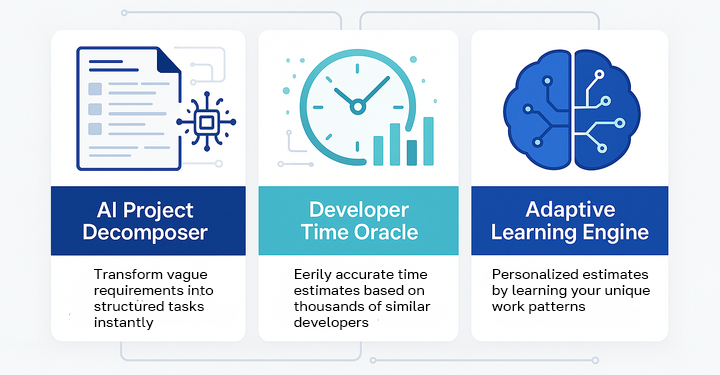 AI Project
Decomposer
Transform vague
requirements into
structured tasks
instantly
Developer
Time Oracle
Eerily accurate time
estimates based on
thousands of similar
developers
Adaptive
Learning Engine
Personalized estimates
by learning your unique
work patterns